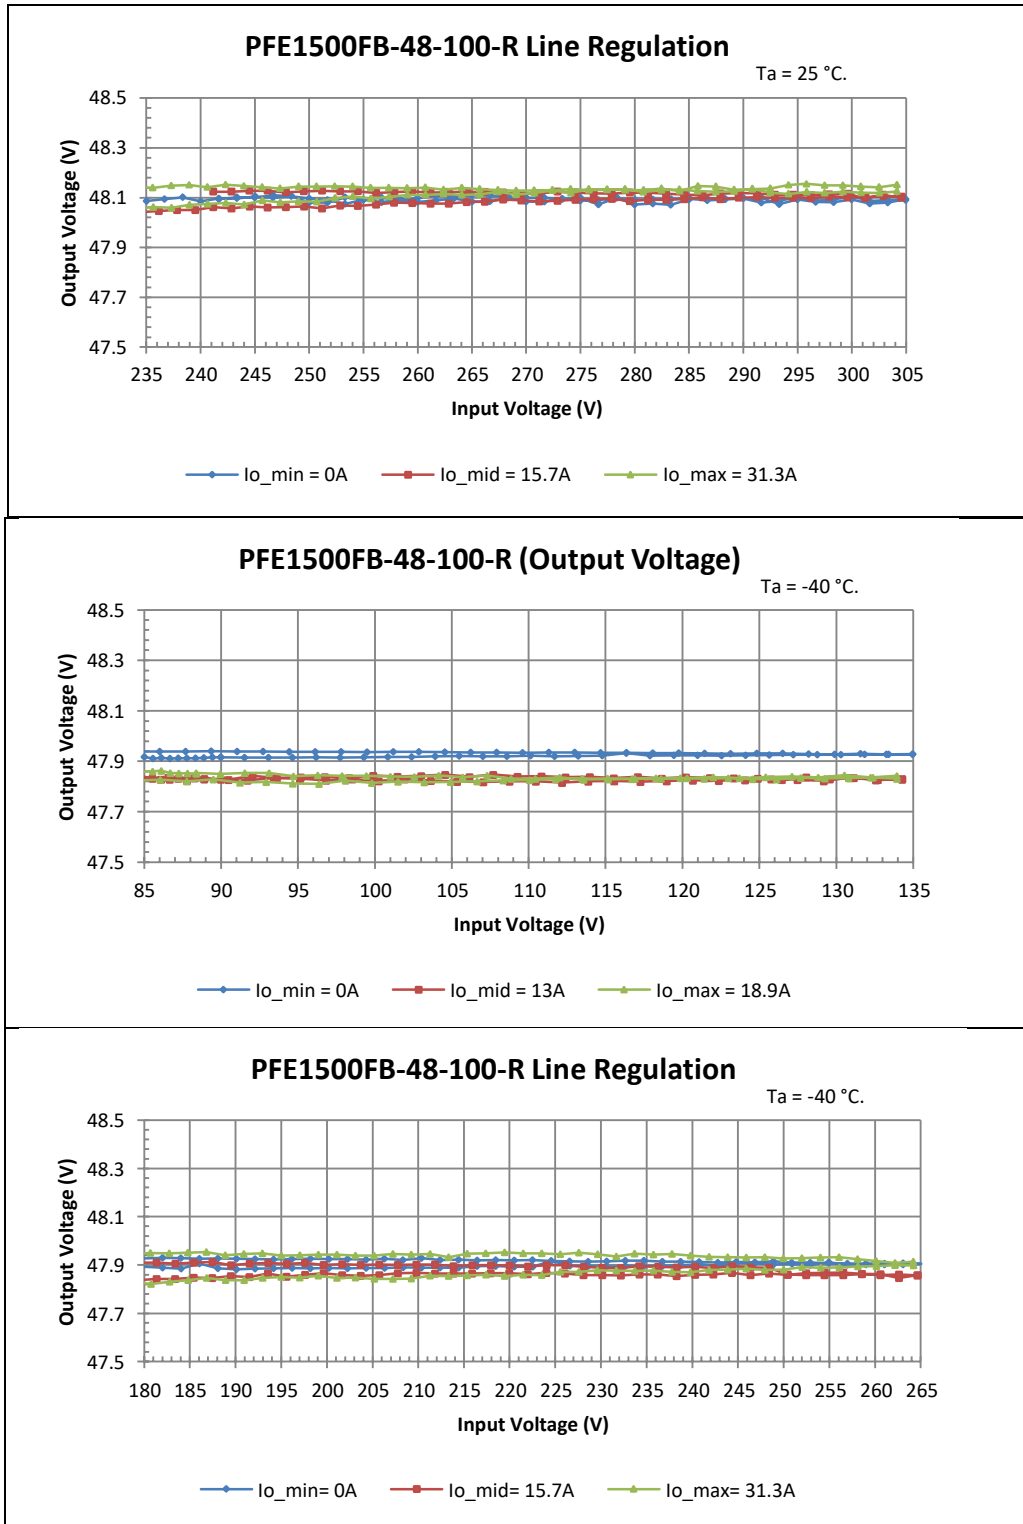 PFE1500FB-48-100-R Line Regulation
Ta = 25 °C.
Output Voltage (V)
48.5
48.3
48.1
47.9
47.7
47.5
235 240 245 250 255 260 265 270 275 280 285 290 295 300 305
Input Voltage (V)
Io_min = 0A Io_mid = 15.7A Io_max = 31.3A
PFE1500FB-48-100-R (Output Voltage)
Ta = -40 °C.
Output Voltage (V)
48.5
48.3
48.1
47.9
47.7
47.5
85 90 95 100 105 110 115 120 125 130 135
Input Voltage (V)
Io_min = 0A Io_mid = 13A Io_max = 18.9A
PFE1500FB-48-100-R Line Regulation
Ta = -40 °C.
Output Voltage (V)
48.5
48.3
48.1
47.9
47.7
47.5
180 185 190 195 200 205 210 215 220 225 230 235 240 245 250 255 260 265
Input Voltage (V)
Io_min= 0A Io_mid= 15.7A Io_max= 31.3A